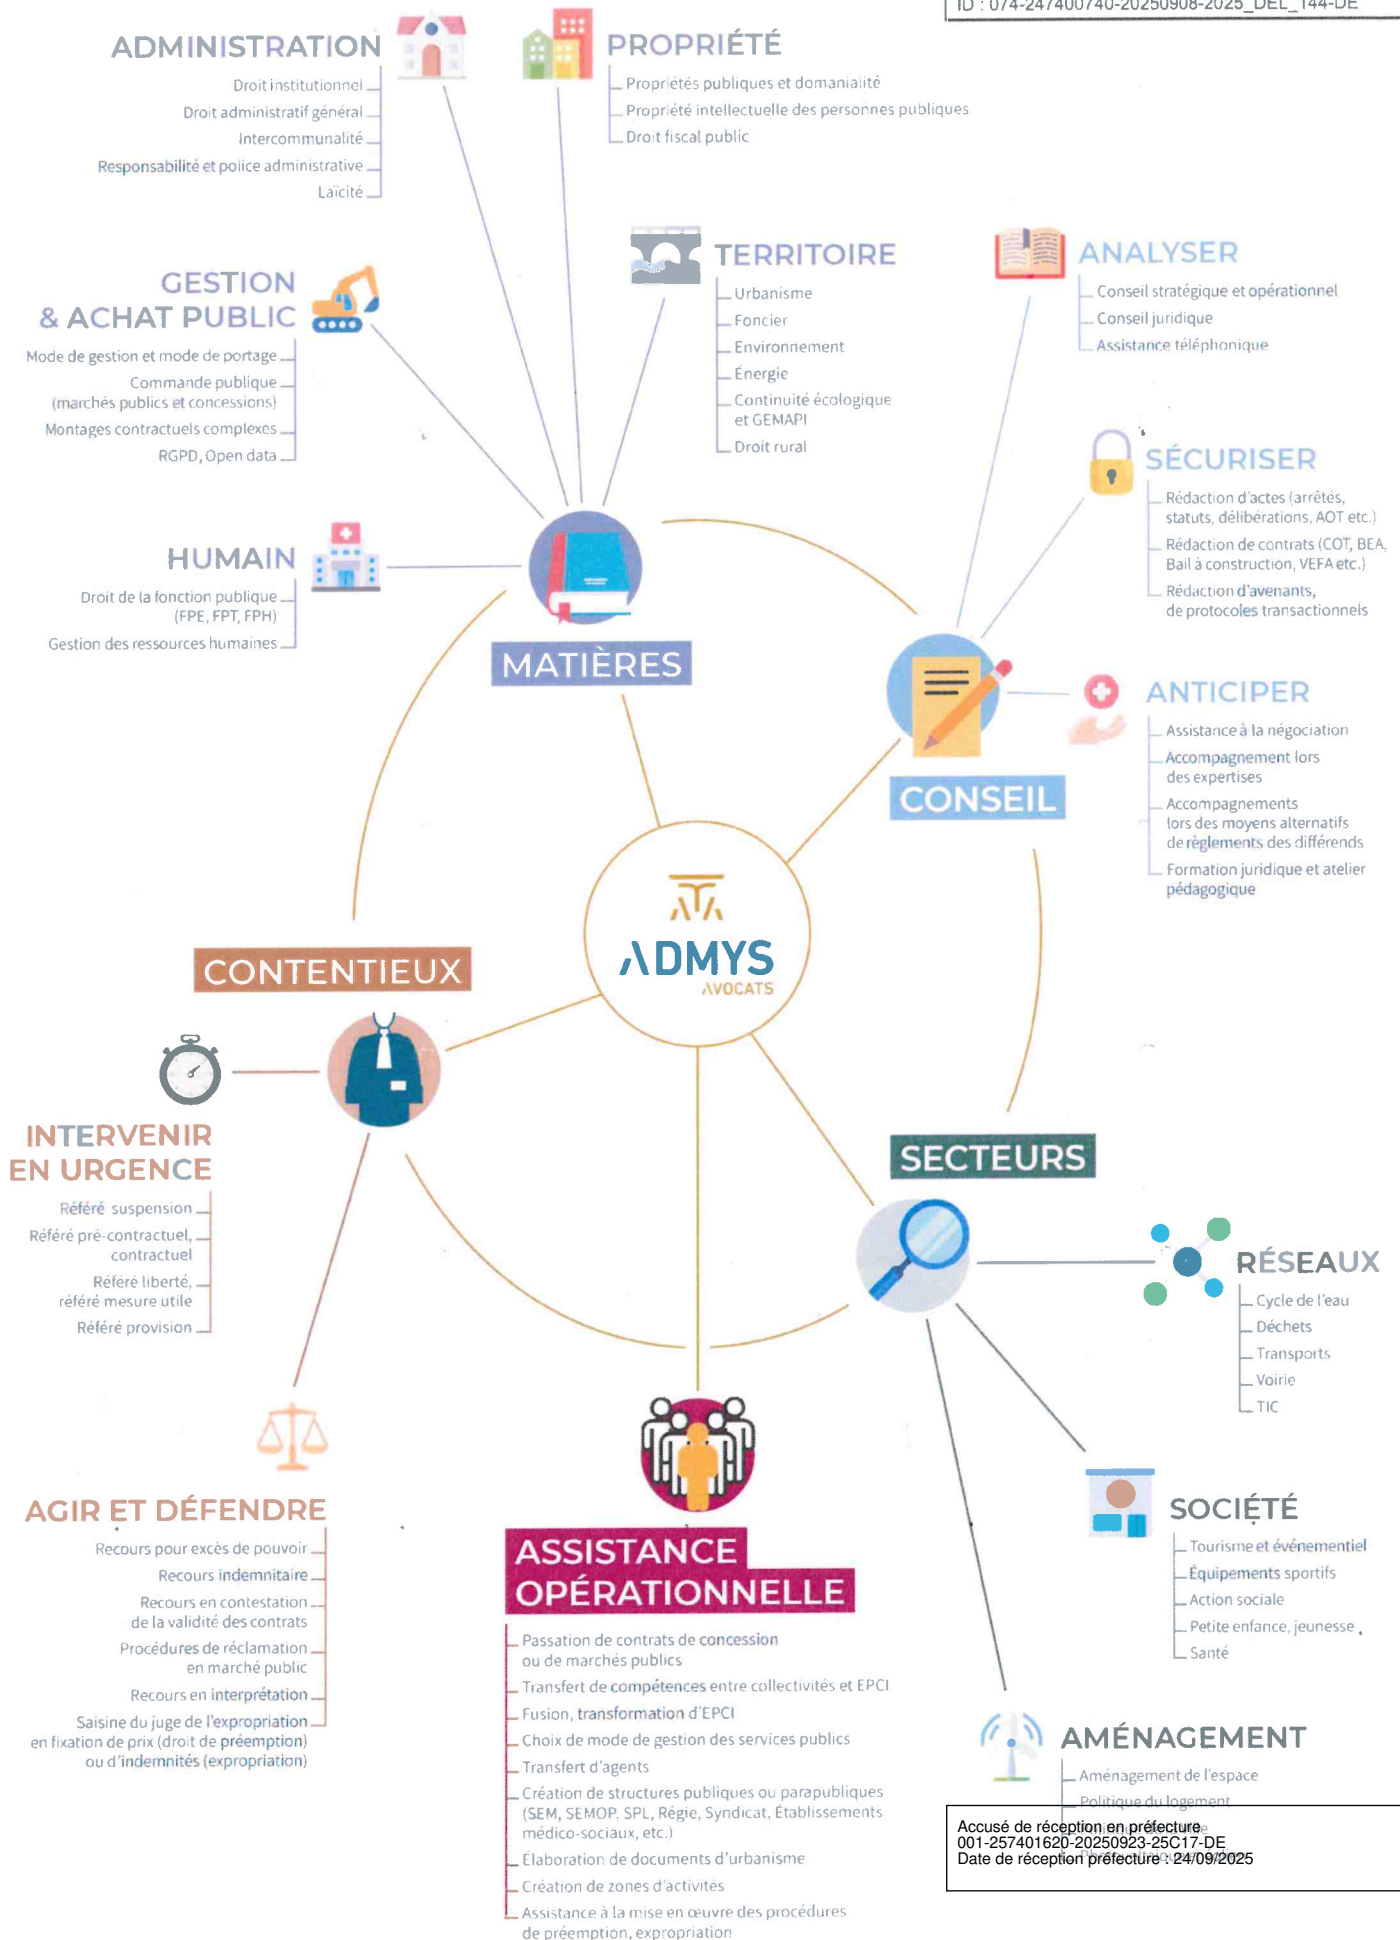 ID : 074-247400740-20250908-2025_DEL_144-DE
ADMINISTRATION
Droit institutionnel
Droit administratif général
Intercommunalité
Responsabilité et police administrative
Laïcité
PROPRIÉTÉ
Propriétés publiques et domanialité
Propriété intellectuelle des personnes publiques
Droit fiscal public
GESTION
& ACHAT PUBLIC
Mode de gestion et mode de portage
Commande publique
(marchés publics et concessions)
Montages contractuels complexes
RGPD, Open data
TERRITOIRE
Urbanisme
Foncier
Environnement
Énergie
Continuité écologique
et GEMAPI
Droit rural
ANALYSER
Conseil stratégique et opérationnel
Conseil juridique
Assistance téléphonique
SÉCURISER
Rédaction d'actes (arrêtés,
statuts, délibérations, AOT etc.)
Rédaction de contrats (COT, BEA,
Bail à construction, VEFA etc.)
Rédaction d'avenants,
de protocoles transactionnels
HUMAIN
Droit de la fonction publique
(FPE, FPT, FPH)
Gestion des ressources humaines
MATIÈRES
ANTICIPER
Assistance à la négociation
Accompagnement lors
des expertises
Accompagnements
lors des moyens alternatifs
de règlements des différends
Formation juridique et atelier
pédagogique
CONSEIL
ADMYS
AVOCATS
CONTENTIEUX
INTERVENIR
EN URGENCE
Référé suspension
Référé pré-contractuel,
contractuel
Référé liberté,
référé mesure utile
Référé provision
SECTEURS
RÉSEAUX
Cycle de l'eau
Déchets
Transports
Voirie
TIC
AGIR ET DÉFENDRE
Recours pour excès de pouvoir
Recours indemnitaire
Recours en contestation
de la validité des contrats
Procédures de réclamation
en marché public
Recours en interprétation
Saisine du juge de l'expropriation
en fixation de prix (droit de préemption)
ou d'indemnités (expropriation)
ASSISTANCE
OPÉRATIONNELLE
Passation de contrats de concession
ou de marchés publics
Transfert de compétences entre collectivités et EPCI
Fusion, transformation d'EPCI
Choix de mode de gestion des services publics
Transfert d'agents
Création de structures publiques ou parapubliques
(SEM, SEMOP, SPL, Régie, Syndicat, Établissements
médico-sociaux, etc.)
Élaboration de documents d'urbanisme
Création de zones d'activités
Assistance à la mise en œuvre des procédures
de préemption, expropriation
SOCIÉTÉ
Tourisme et événementiel
Équipements sportifs
Action sociale
Petite enfance, jeunesse
Santé
AMÉNAGEMENT
Aménagement de l'espace
Politique du logement
Accusé de réception en préfecture
001-257401620-20250923-25C17-DE
Date de réception préfecture : 24/09/2025